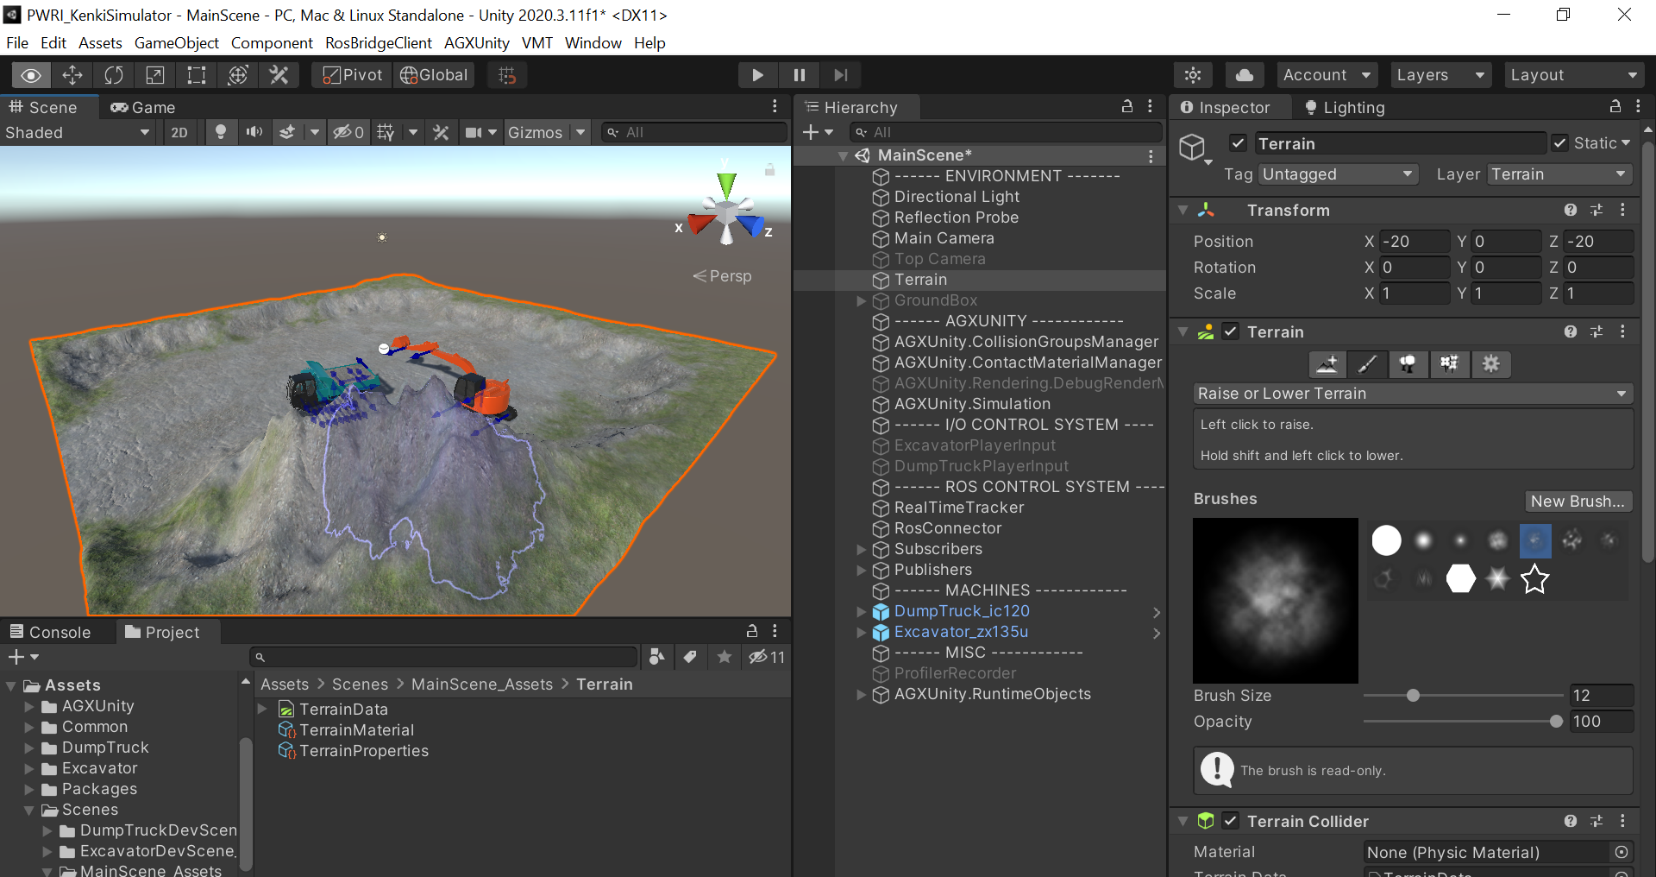 PWRI_KenkiSimulator - MainScene - PC, Mac & Linux Standalone - Unity 2020.3.11f1* <DX11>
File Edit Assets GameObject Component RosBridgeClient AGXUnity VMT Window Help
Pivot Global Account Layers Layout
Scene Game
Shaded 2D 0 Gizmos All
y
x
z
Persp
Hierarchy
All
MainScene*
------ ENVIRONMENT -------
Directional Light
Reflection Probe
Main Camera
Top Camera
Terrain
GroundBox
------ AGXUNITY ------------
AGXUnity.CollisionGroupsManager
AGXUnity.ContactMaterialManager
AGXUnity.Rendering.DebugRenderM
AGXUnity.Simulation
------ I/O CONTROL SYSTEM ----
ExcavatorPlayerInput
DumpTruckPlayerInput
------ ROS CONTROL SYSTEM ----
RealTimeTracker
RosConnector
Subscribers
Publishers
------ MACHINES ------------
DumpTruck_ic120
Excavator_zx135u
------ MISC ------------
ProfilerRecorder
AGXUnity.RuntimeObjects
Console Project
11
Assets
AGXUnity
Common
DumpTruck
Excavator
Packages
Scenes
DumpTruckDevScen
ExcavatorDevScene_
MainScene_Assets
Assets > Scenes > MainScene_Assets > Terrain
TerrainData
TerrainMaterial
TerrainProperties
Inspector Lighting
Terrain Static
Tag Untagged Layer Terrain
Transform
Position X -20 Y 0 Z -20
Rotation X 0 Y 0 Z 0
Scale X 1 Y 1 Z 1
Terrain
Raise or Lower Terrain
Left click to raise.
Hold shift and left click to lower.
Brushes
New Brush...
Brush Size 12
Opacity 100
The brush is read-only.
Terrain Collider
Material None (Physic Material)
Terrain Data TerrainData